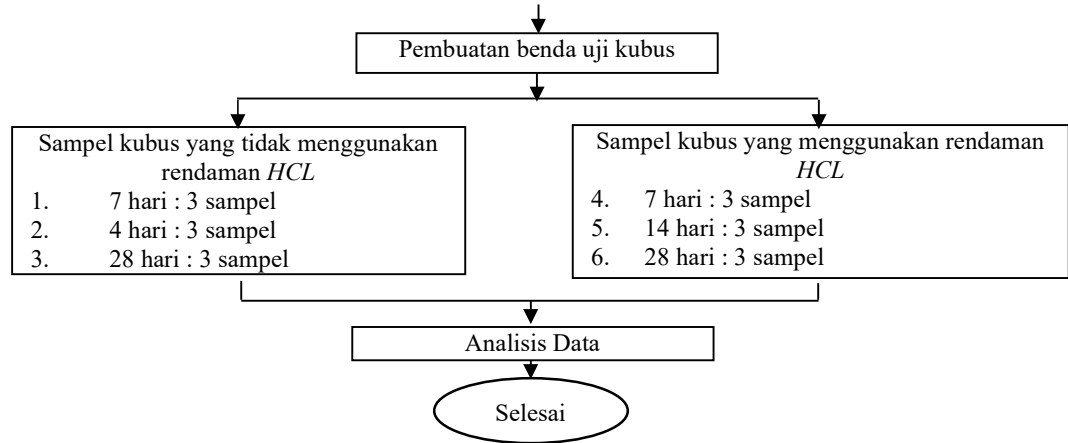 Pembuatan benda uji kubus
Sampel kubus yang tidak menggunakan
rendaman HCL
1. 7 hari : 3 sampel
2. 4 hari : 3 sampel
3. 28 hari : 3 sampel
Sampel kubus yang menggunakan rendaman
HCL
4. 7 hari : 3 sampel
5. 14 hari : 3 sampel
6. 28 hari : 3 sampel
Analisis Data
Selesai